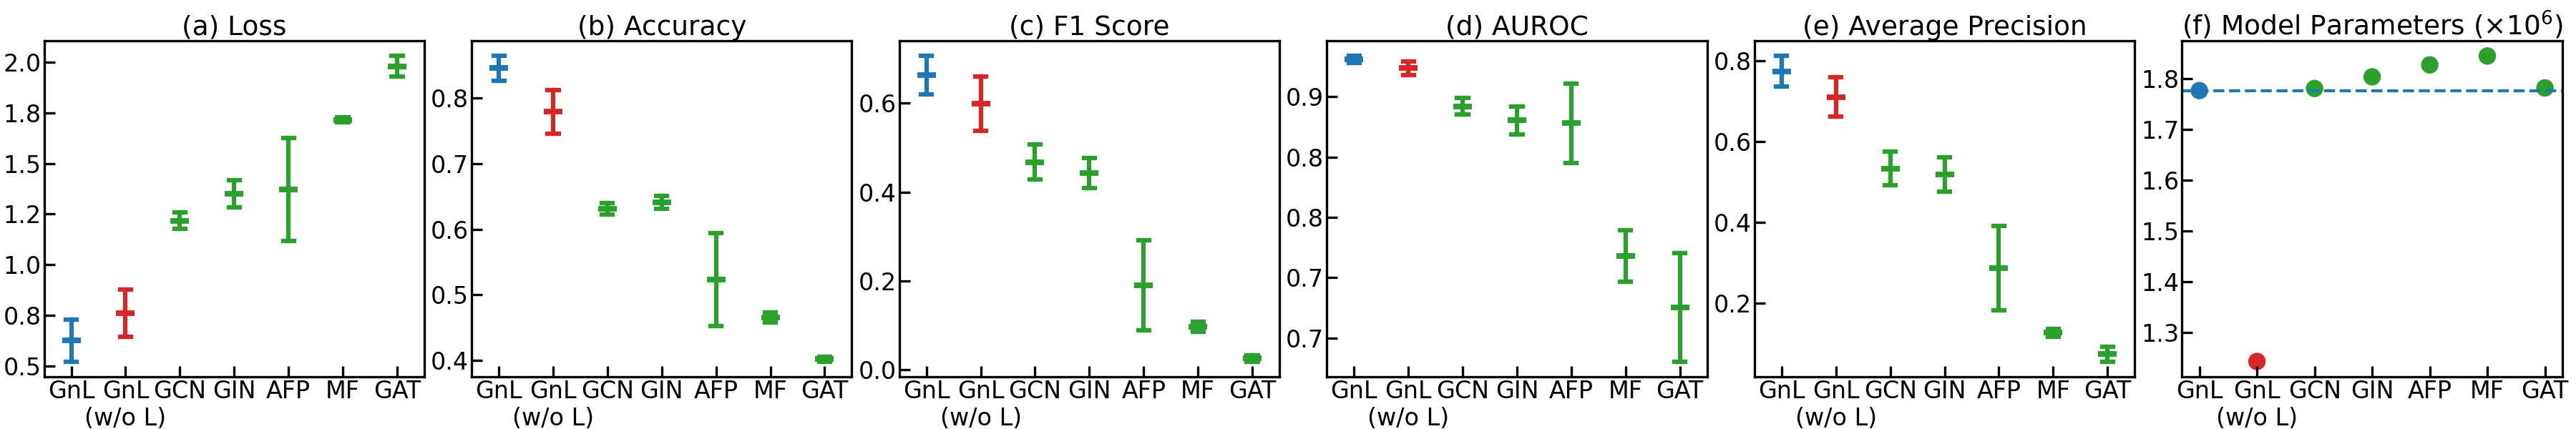 (a) Loss
2.0
1.8
1.5
1.2
1.0
0.8
0.5
GnL GnL GCN GIN AFP MF GAT
(w/o L)
(b) Accuracy
0.8
0.7
0.6
0.5
0.4
GnL GnL GCN GIN AFP MF GAT
(w/o L)
(c) F1 Score
0.6
0.4
0.2
0.0
GnL GnL GCN GIN AFP MF GAT
(w/o L)
(d) AUROC
0.9
0.8
0.8
0.7
0.7
GnL GnL GCN GIN AFP MF GAT
(w/o L)
(e) Average Precision
0.8
0.6
0.4
0.2
GnL GnL GCN GIN AFP MF GAT
(w/o L)
(f) Model Parameters (×10⁶)
1.8
1.7
1.6
1.5
1.4
1.3
GnL GnL GCN GIN AFP MF GAT
(w/o L)